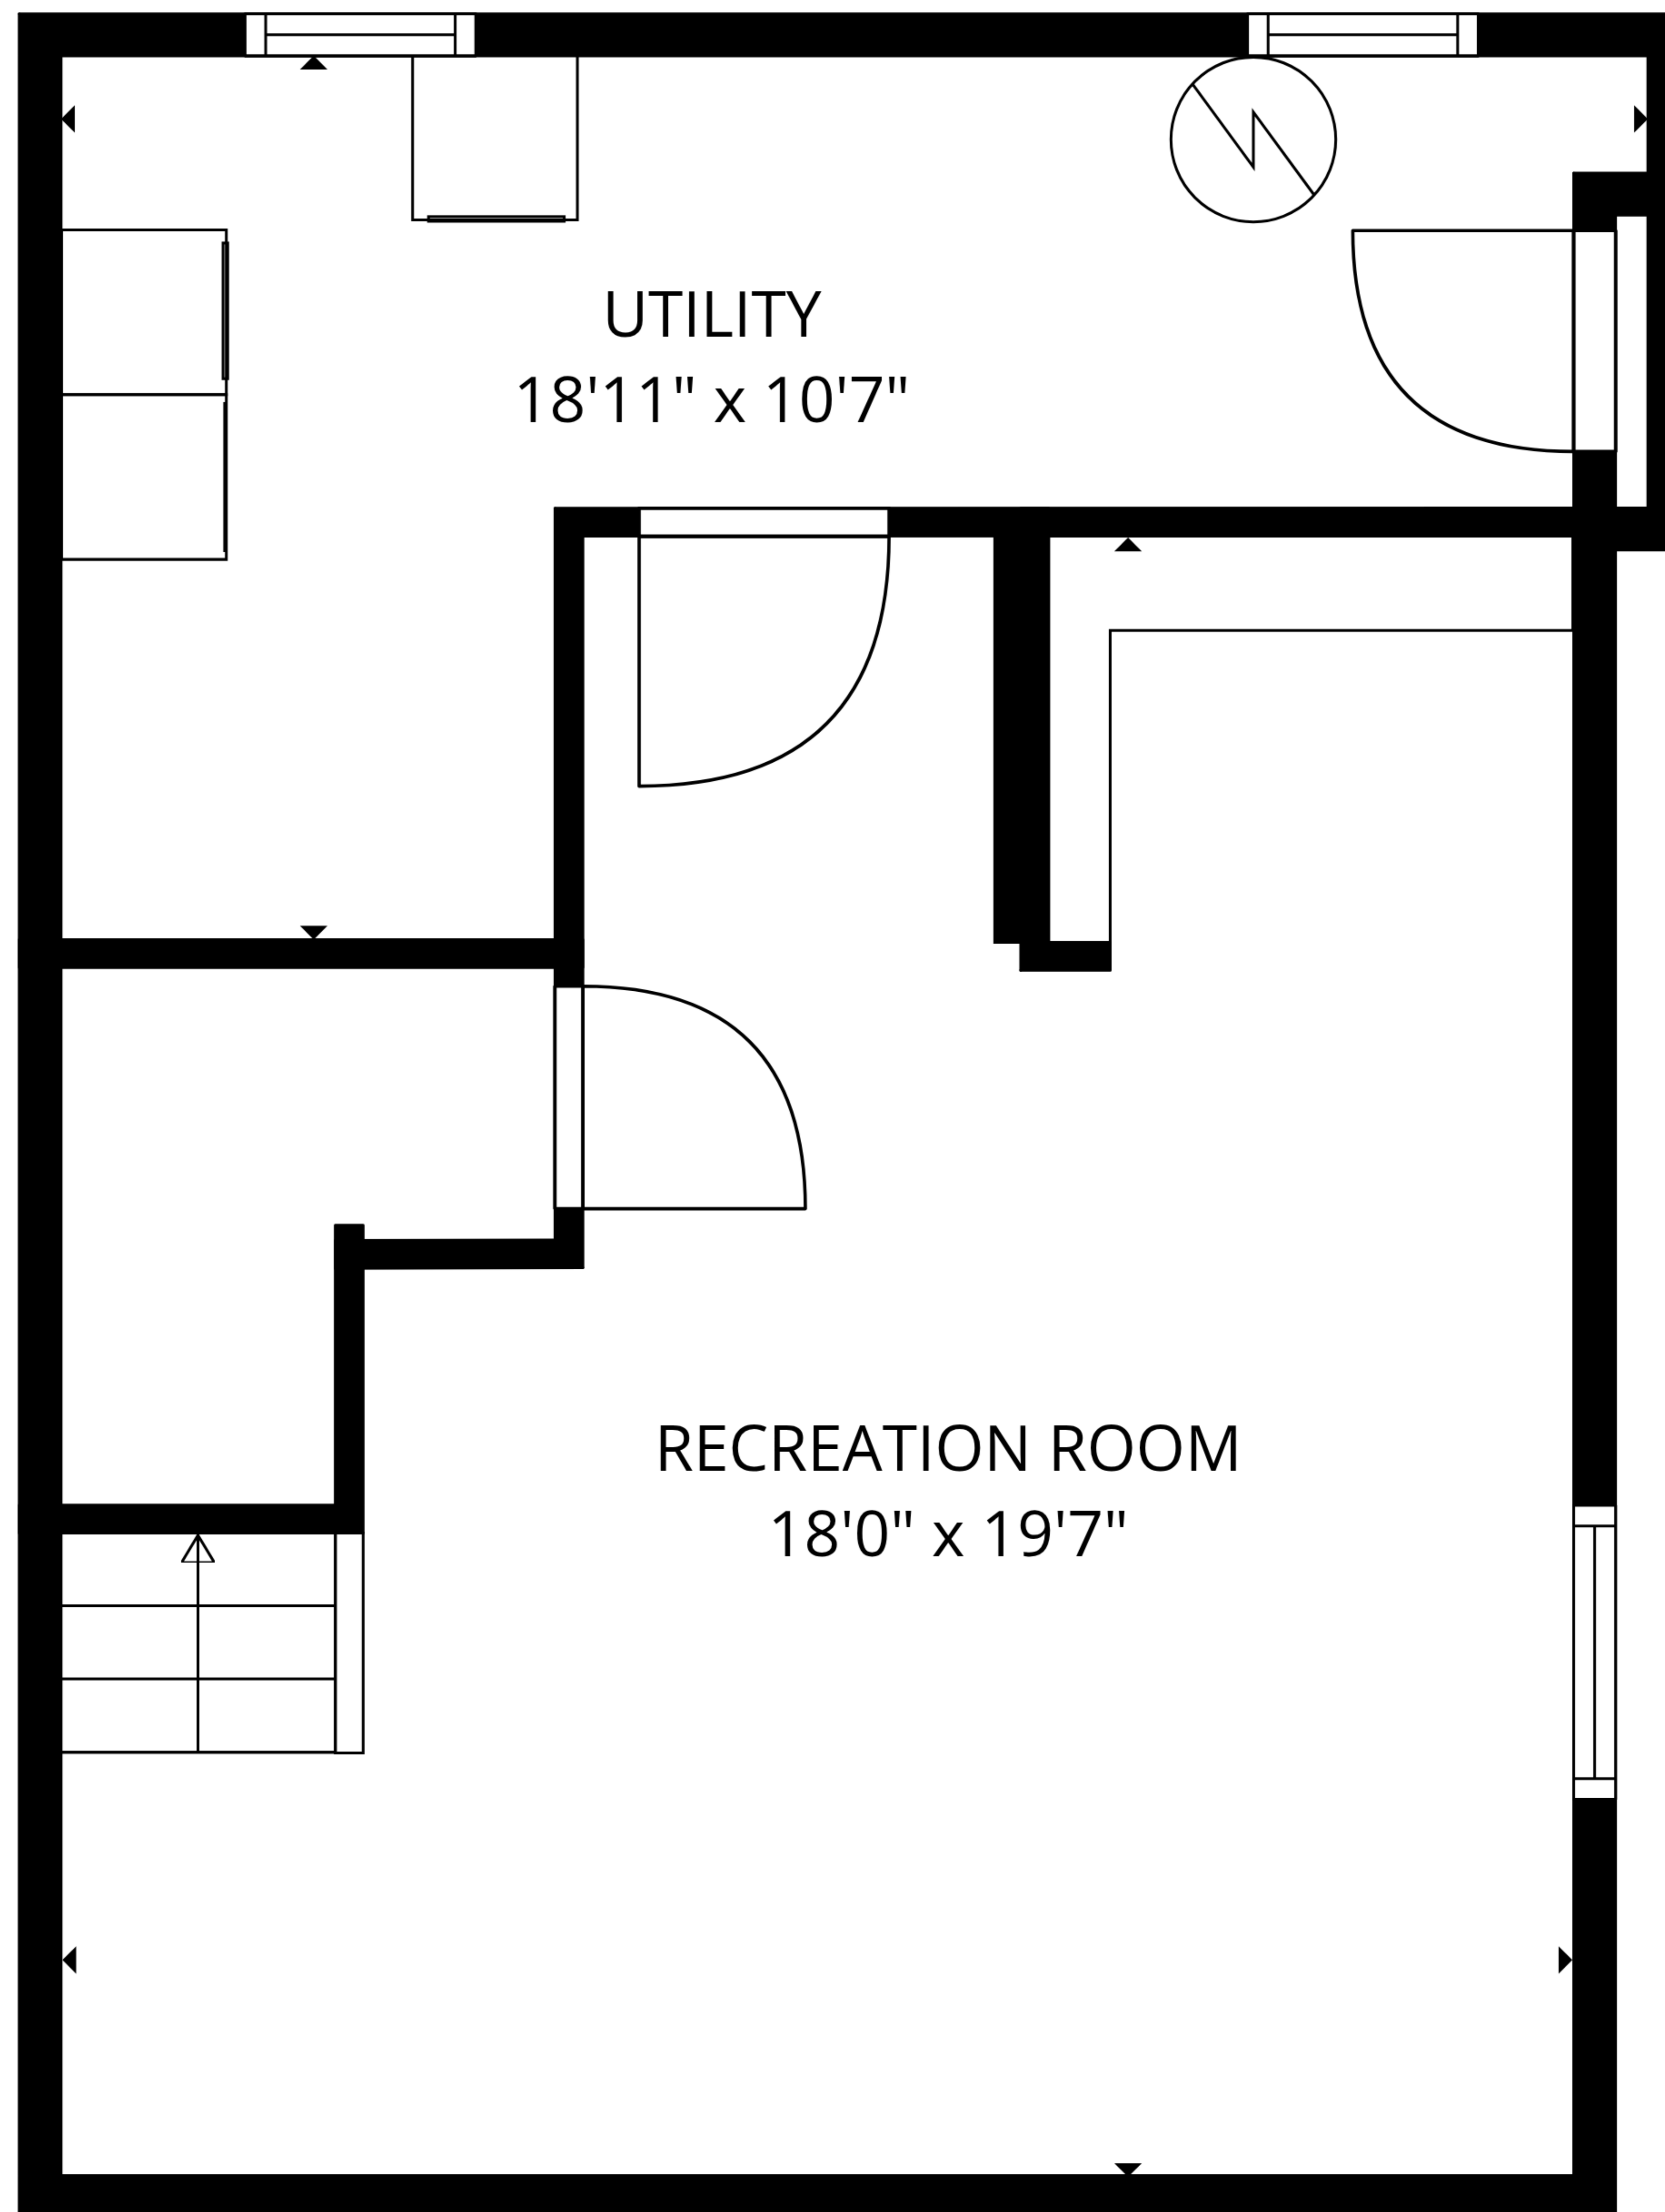 UTILITY
18'11" x 10'7"
RECREATION ROOM
18'0" x 19'7"